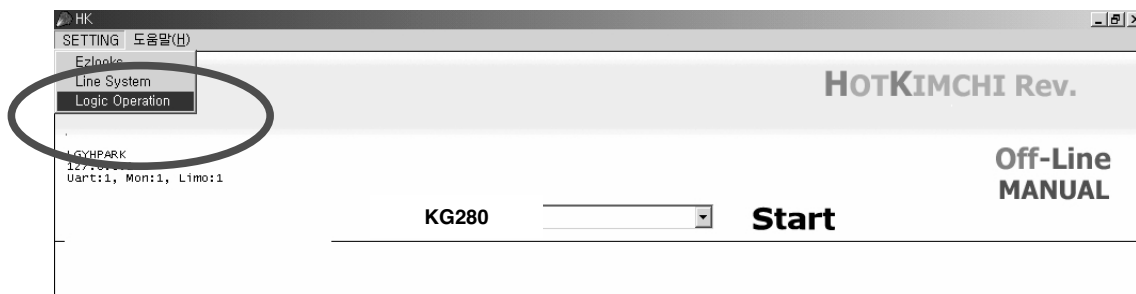 HK
SETTING 도움말(H)
Ezlooks
Line System
Logic Operation
HOTKIMCHI Rev.
LGYHPARK
Uart:1, Mon:1, Limo:1
Off-Line
MANUAL
KG280
Start